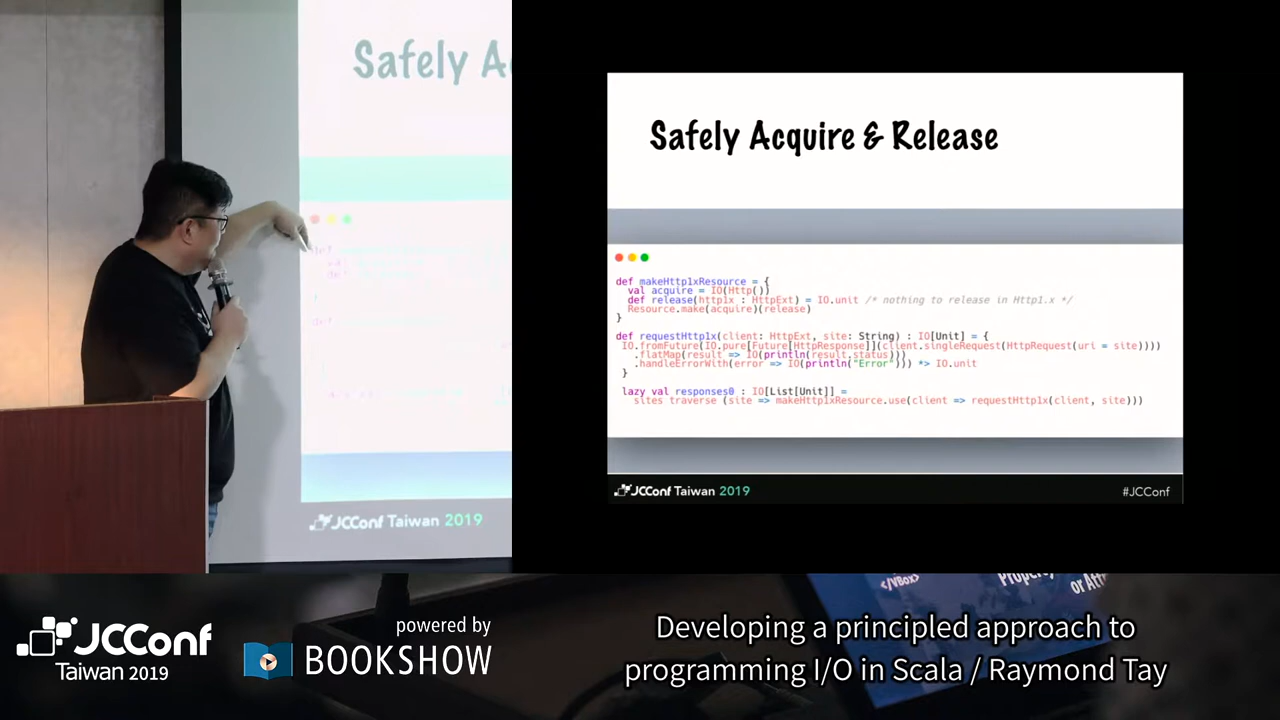 Safely A
JCConf Taiwan 2019
Safely Acquire & Release
def makeHttp1xResource = {
val acquire = IO(Http())
def release(http1x : HttpExt) = IO.unit /* nothing to release in Http1.x */
Resource.make(acquire)(release)
}
def requestHttp1x(client: HttpExt, site: String) : IO[Unit] = {
IO.fromFuture(IO.pure[Future[HttpResponse]](client.singleRequest(HttpRequest(uri = site))))
.flatMap(result => IO(println(result.status)))
.handleErrorWith(error => IO(println("Error"))) *> IO.unit
}
lazy val responses0 : IO[List[Unit]] =
sites traverse (site => makeHttp1xResource.use(client => requestHttp1x(client, site)))
JCConf Taiwan 2019
#JCConf
JCConf
Taiwan 2019
powered by
BOOKSHOW
</VBox>
or
Developing a principled approach to
programming I/O in Scala / Raymond Tay